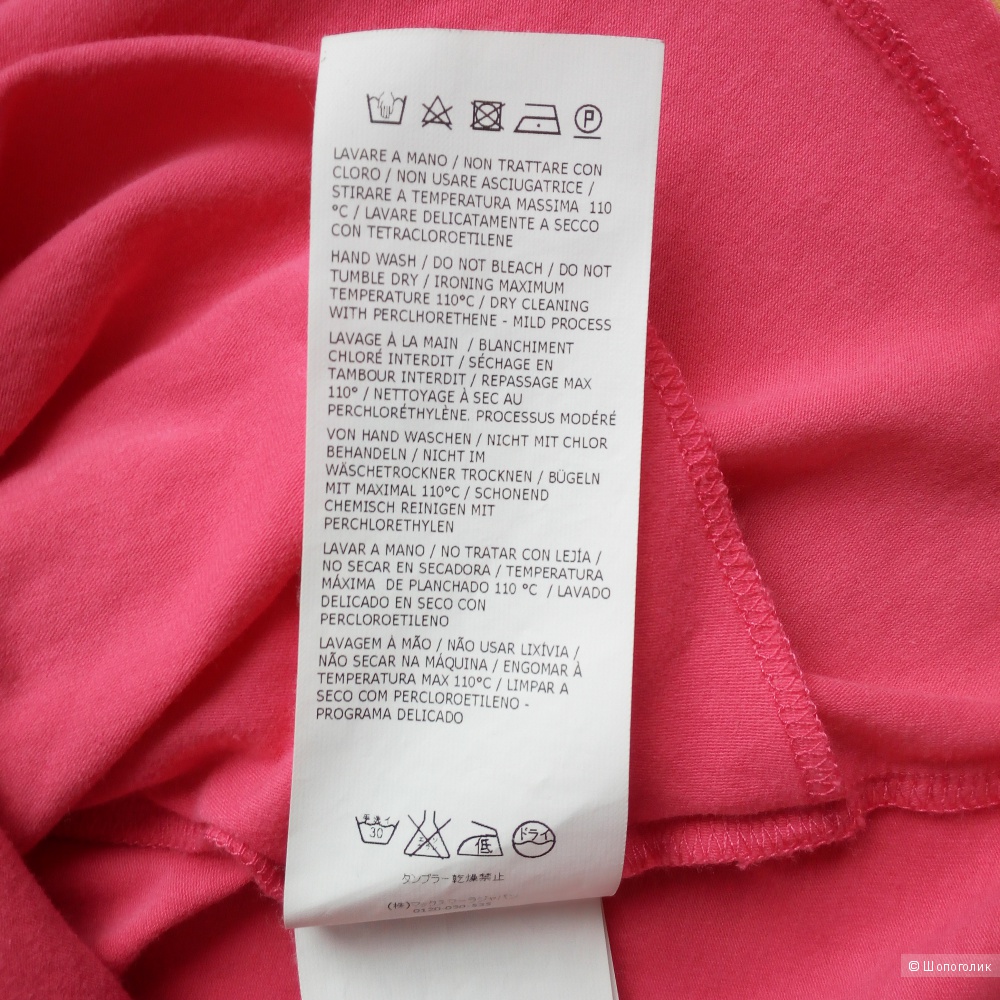 P
LAVARE A MANO / NON TRATTARE CON
CLORO / NON USARE ASCIUGATRICE /
STIRARE A TEMPERATURA MASSIMA 110
°C / LAVARE DELICATAMENTE A SECCO
CON TETRACLOROETILENE
HAND WASH / DO NOT BLEACH / DO NOT
TUMBLE DRY / IRONING MAXIMUM
TEMPERATURE 110°C / DRY CLEANING
WITH PERCLHORETHENE - MILD PROCESS
LAVAGE À LA MAIN / BLANCHIMENT
CHLORÉ INTERDIT / SÉCHAGE EN
TAMBOUR INTERDIT / REPASSAGE MAX
110° / NETTOYAGE À SEC AU
PERCHLORÉTHYLÈNE. PROCESSUS MODÉRÉ
VON HAND WASCHEN / NICHT MIT CHLOR
BEHANDELN / NICHT IM
WÄSCHETROCKNER TROCKNEN / BÜGELN
MIT MAXIMAL 110°C / SCHONEND
CHEMISCH REINIGEN MIT
PERCHLORETHYLEN
LAVAR A MANO / NO TRATAR CON LEJÍA /
NO SECAR EN SECADORA / TEMPERATURA
MÁXIMA DE PLANCHADO 110 °C / LAVADO
DELICADO EN SECO CON
PERCLOROETILENO
LAVAGEM À MÃO / NÃO USAR LIXÍVIA /
NÃO SECAR NA MÁQUINA / ENGOMAR À
TEMPERATURA MAX 110°C / LIMPAR A
SECO COM PERCLOROETILENO -
PROGRAMA DELICADO
手洗イ 30 低 ドライ
タンブラー乾燥禁止
(株)
© Шопоголик